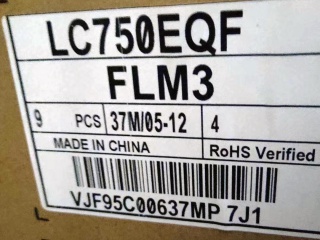 LC750EQF
FLM3
9 PCS 37M/05-12 4
MADE IN CHINA RoHS Verified
VJF95C00637MP 7J1